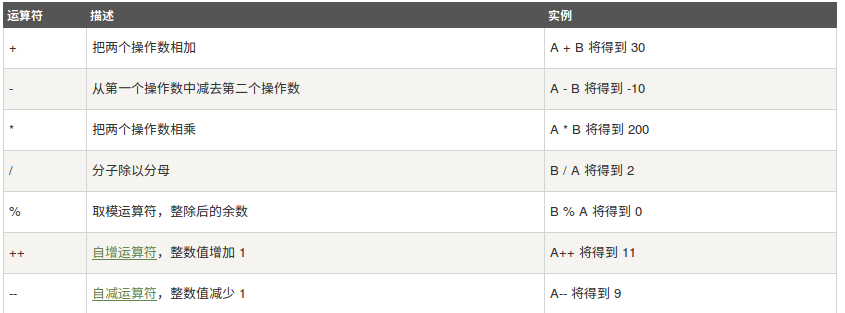 运算符 描述 实例
+ 把两个操作数相加 A + B 将得到 30
- 从第一个操作数中减去第二个操作数 A - B 将得到 -10
* 把两个操作数相乘 A * B 将得到 200
/ 分子除以分母 B / A 将得到 2
% 取模运算符，整除后的余数 B % A 将得到 0
++ 自增运算符，整数值增加 1 A++ 将得到 11
-- 自减运算符，整数值减少 1 A-- 将得到 9